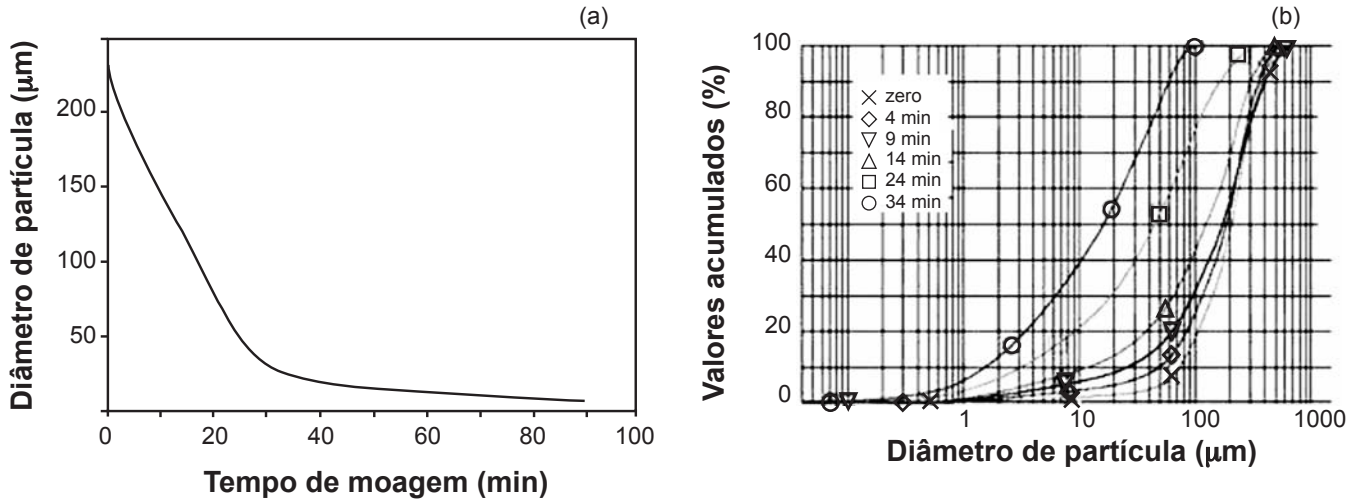 (a)
Diâmetro de partícula (μm)
200
150
100
50
0
20
40
60
80
100
Tempo de moagem (min)
(b)
Valores acumulados (%)
100
80
60
40
20
0
zero
4 min
9 min
14 min
24 min
34 min
1
10
100
1000
Diâmetro de partícula (μm)